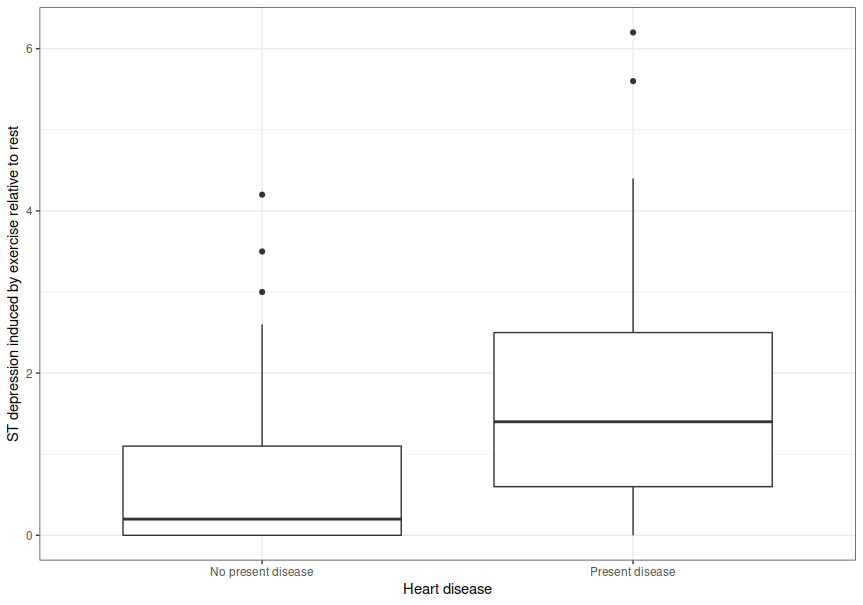 ST depression induced by exercise relative to rest
6
4
2
0
No present disease
Present disease
Heart disease